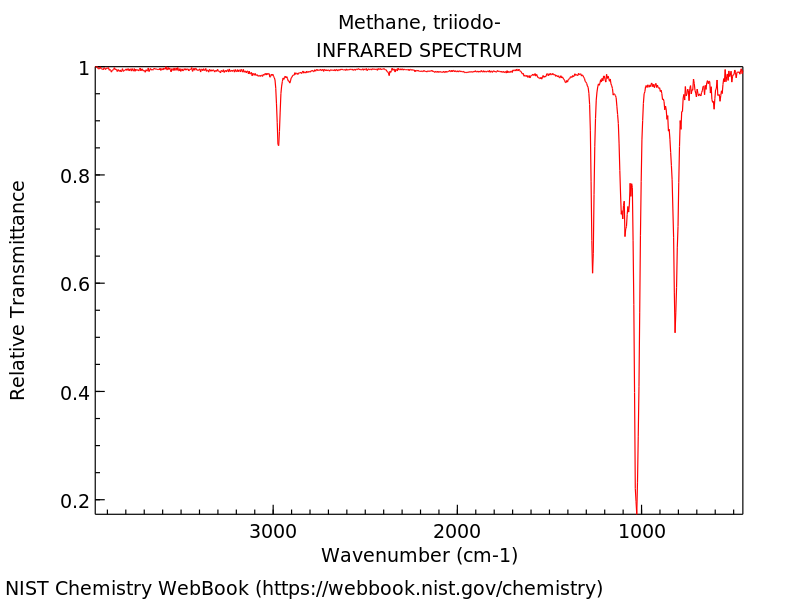 Methane, triiodo-
INFRARED SPECTRUM
1
0.8
0.6
0.4
0.2
Relative Transmittance
3000 2000 1000
Wavenumber (cm-1)
NIST Chemistry WebBook (https://webbook.nist.gov/chemistry)